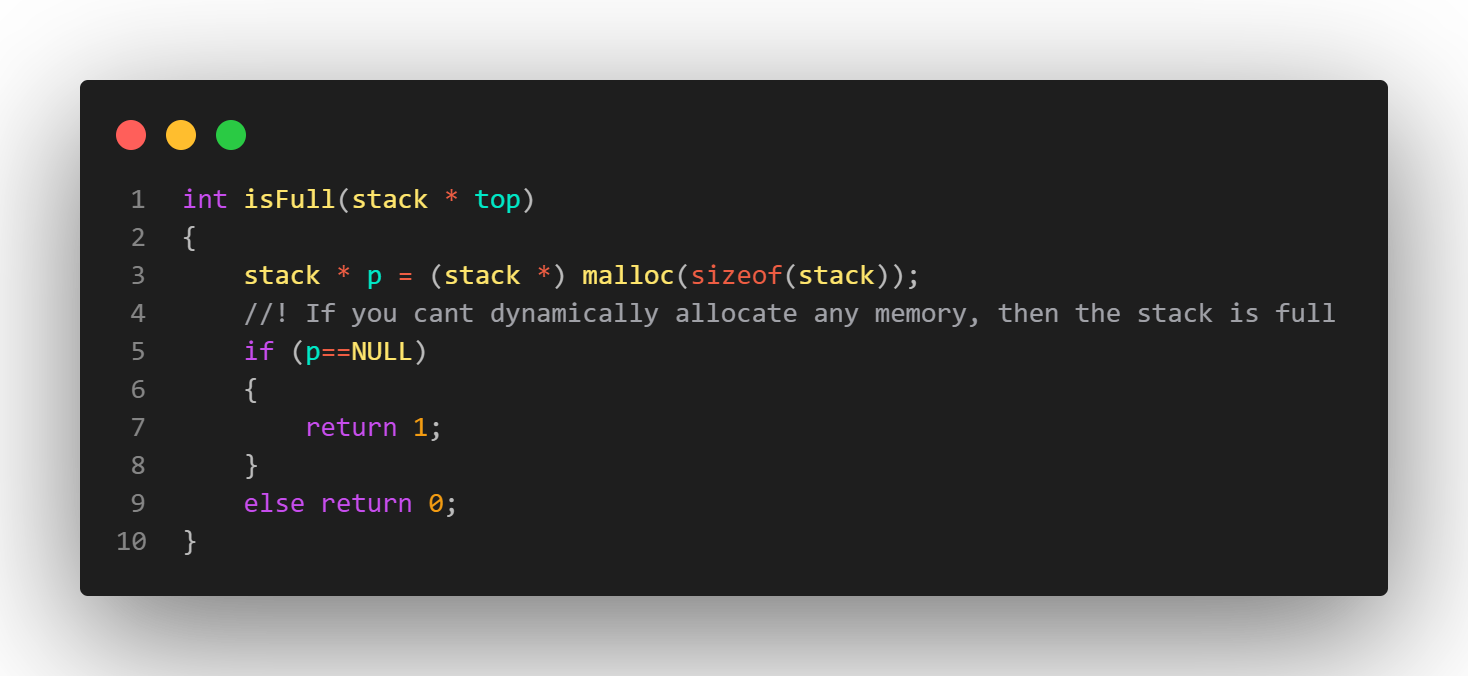 1 int isFull(stack * top)
2 {
3     stack * p = (stack *) malloc(sizeof(stack));
4     //! If you cant dynamically allocate any memory, then the stack is full
5     if (p==NULL)
6     {
7         return 1;
8     }
9     else return 0;
10 }